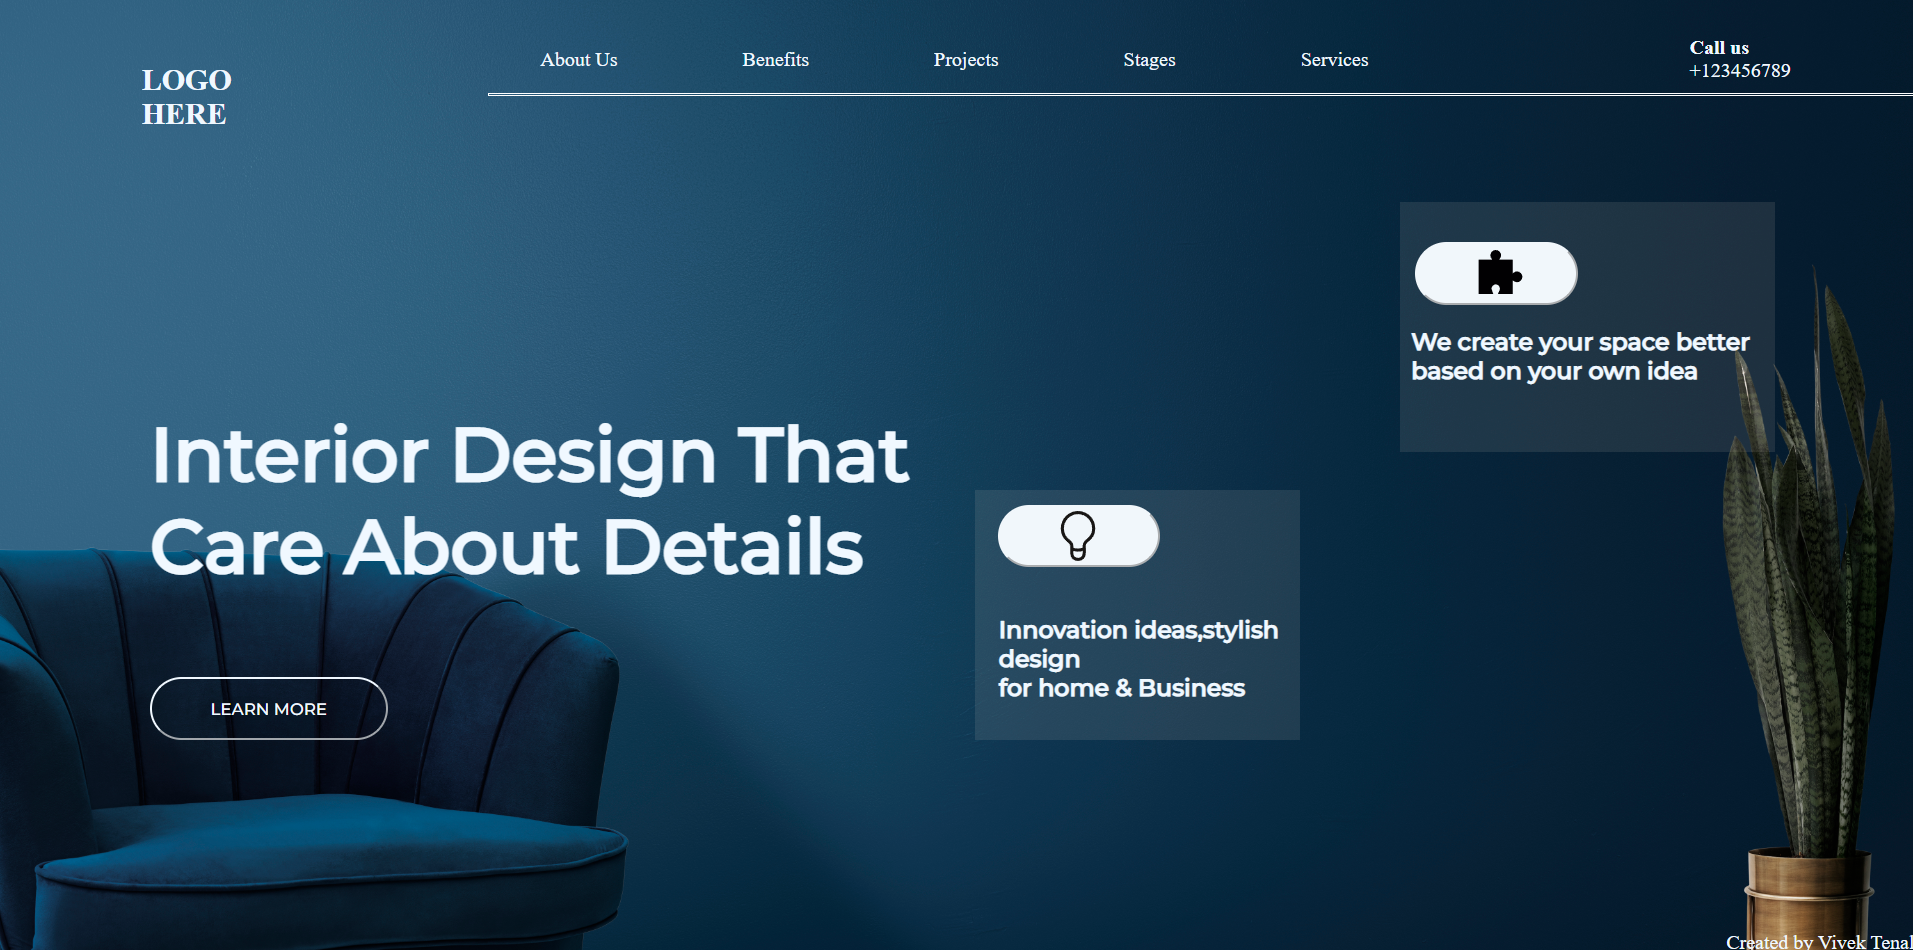 LOGO
HERE
About Us
Benefits
Projects
Stages
Services
Call us
+123456789
We create your space better
based on your own idea
Interior Design That
Care About Details
Innovation ideas,stylish
design
for home & Business
LEARN MORE
Created by Vivek